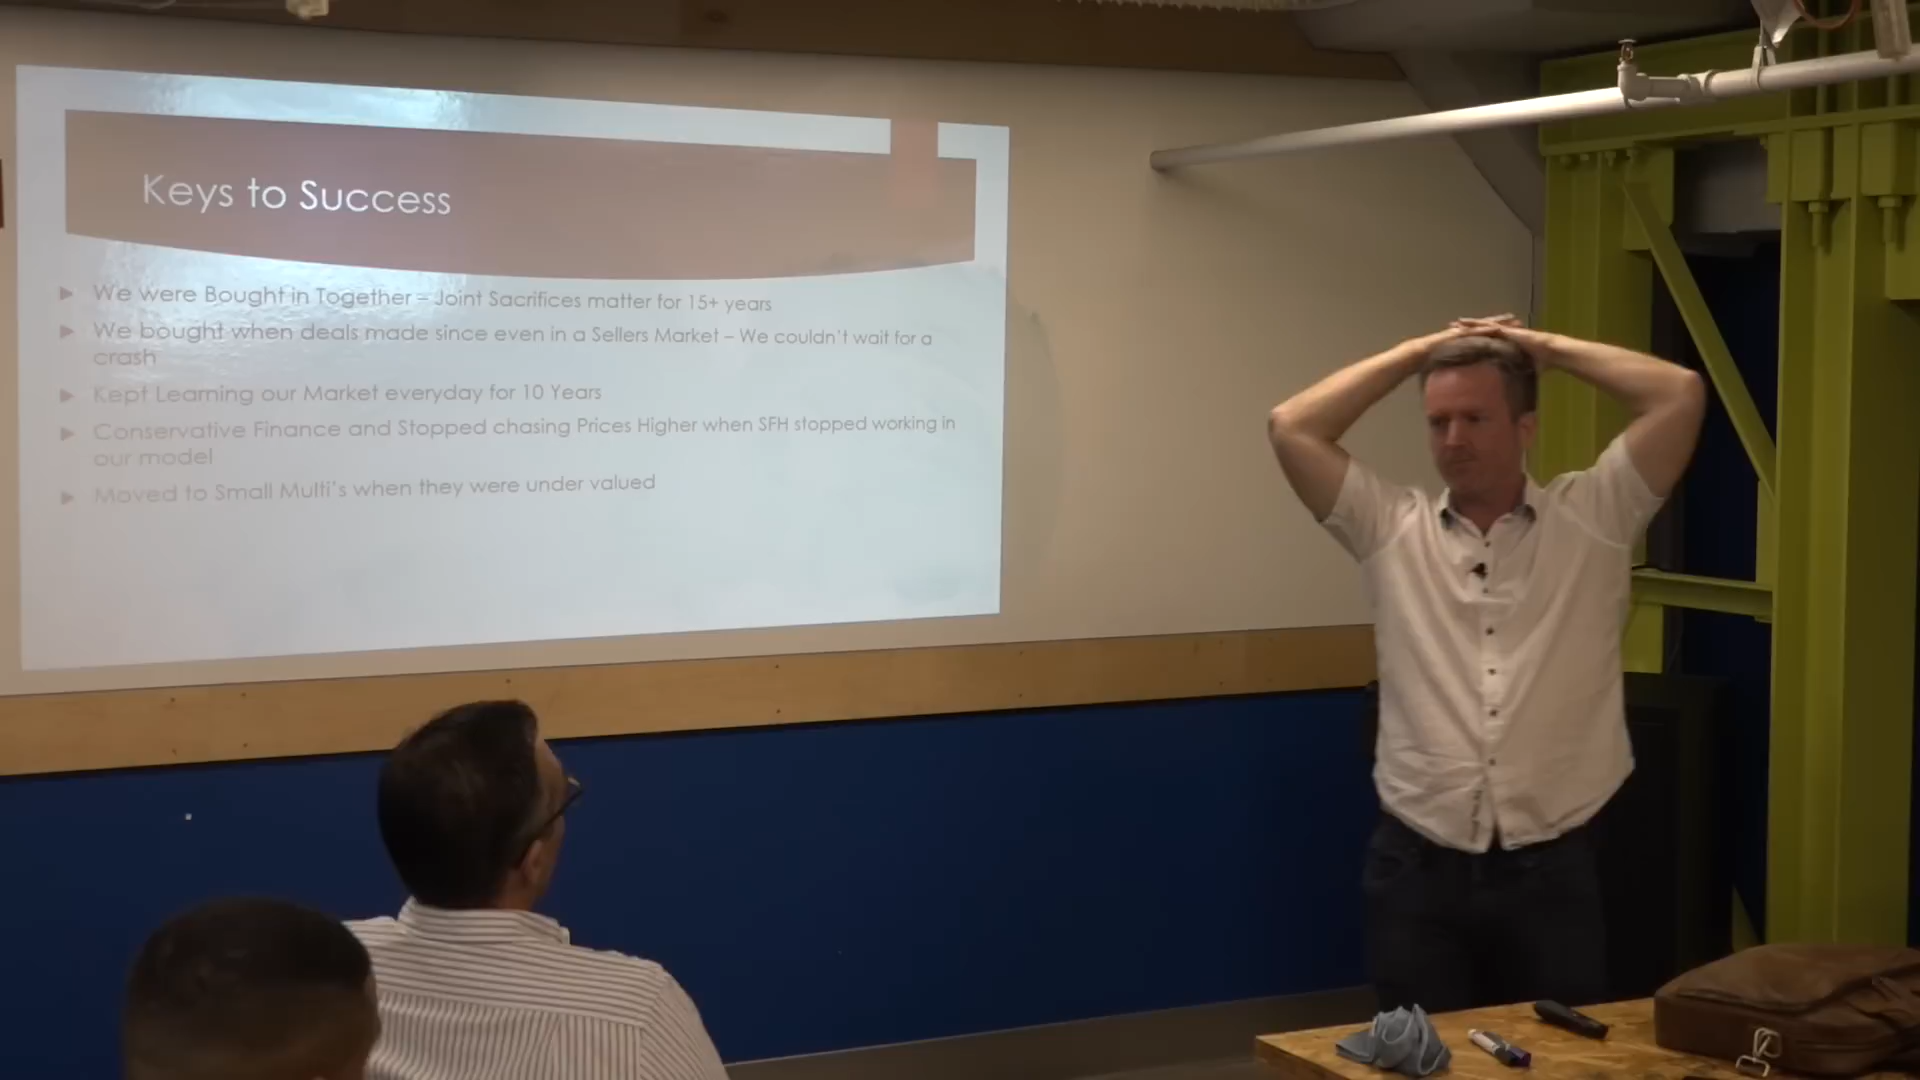 Keys to Success
We were Bought in Together – Joint Sacrifices matter for 15+ years
We bought when deals made since even in a Sellers Market – We couldn't wait for a
crash
Kept Learning our Market everyday for 10 Years
Conservative Finance and Stopped chasing Prices Higher when SFH stopped working in
our model
Moved to Small Multi's when they were under valued